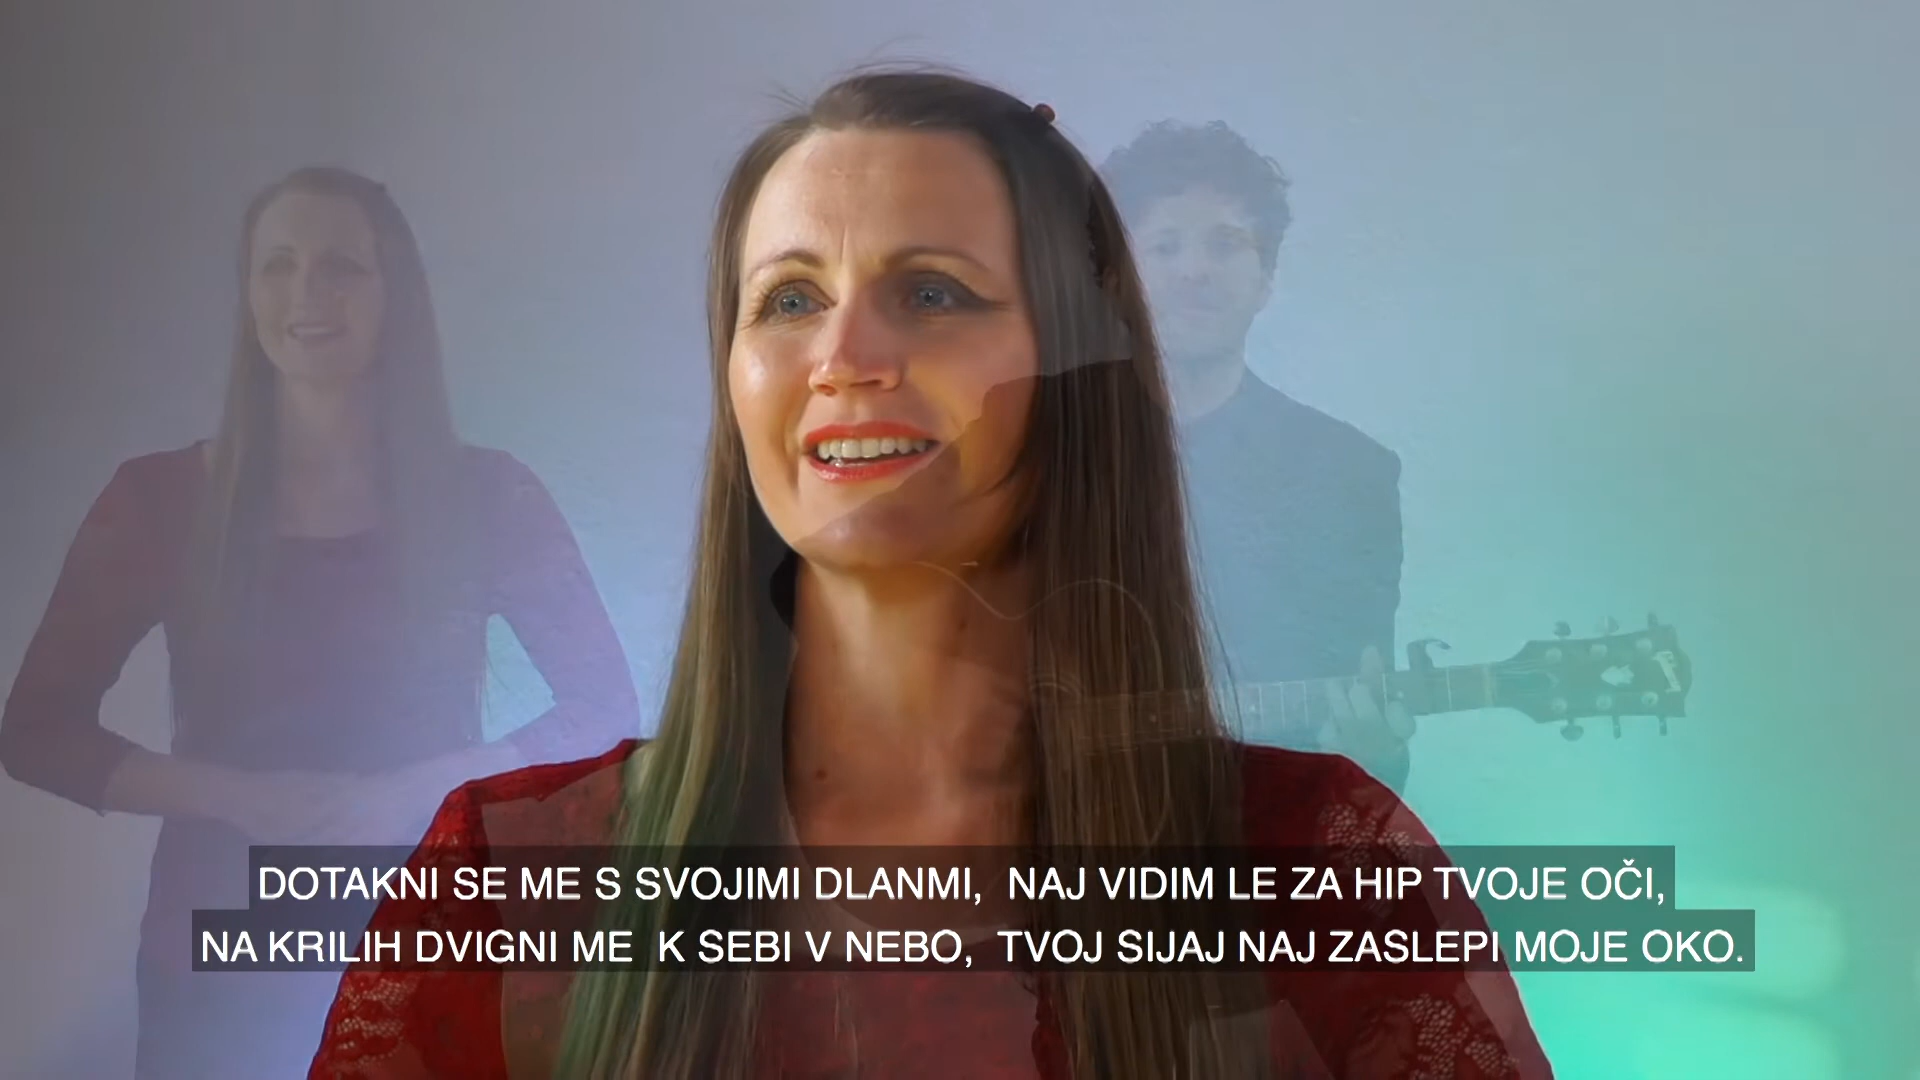 DOTAKNI SE ME S SVOJIMI DLANMI, NAJ VIDIM LE ZA HIP TVOJE OČI,
NA KRILIH DVIGNI ME K SEBI V NEBO, TVOJ SIJAJ NAJ ZASLEPI MOJE OKO.